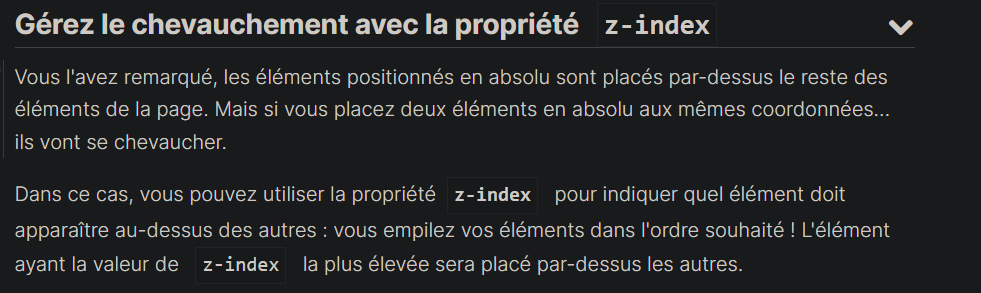 Gérez le chevauchement avec la propriété z-index
Vous l'avez remarqué, les éléments positionnés en absolu sont placés par-dessus le reste des
éléments de la page. Mais si vous placez deux éléments en absolu aux mêmes coordonnées...
ils vont se chevaucher.
Dans ce cas, vous pouvez utiliser la propriété z-index pour indiquer quel élément doit
apparaître au-dessus des autres : vous empilez vos éléments dans l'ordre souhaité ! L'élément
ayant la valeur de z-index la plus élevée sera placé par-dessus les autres.